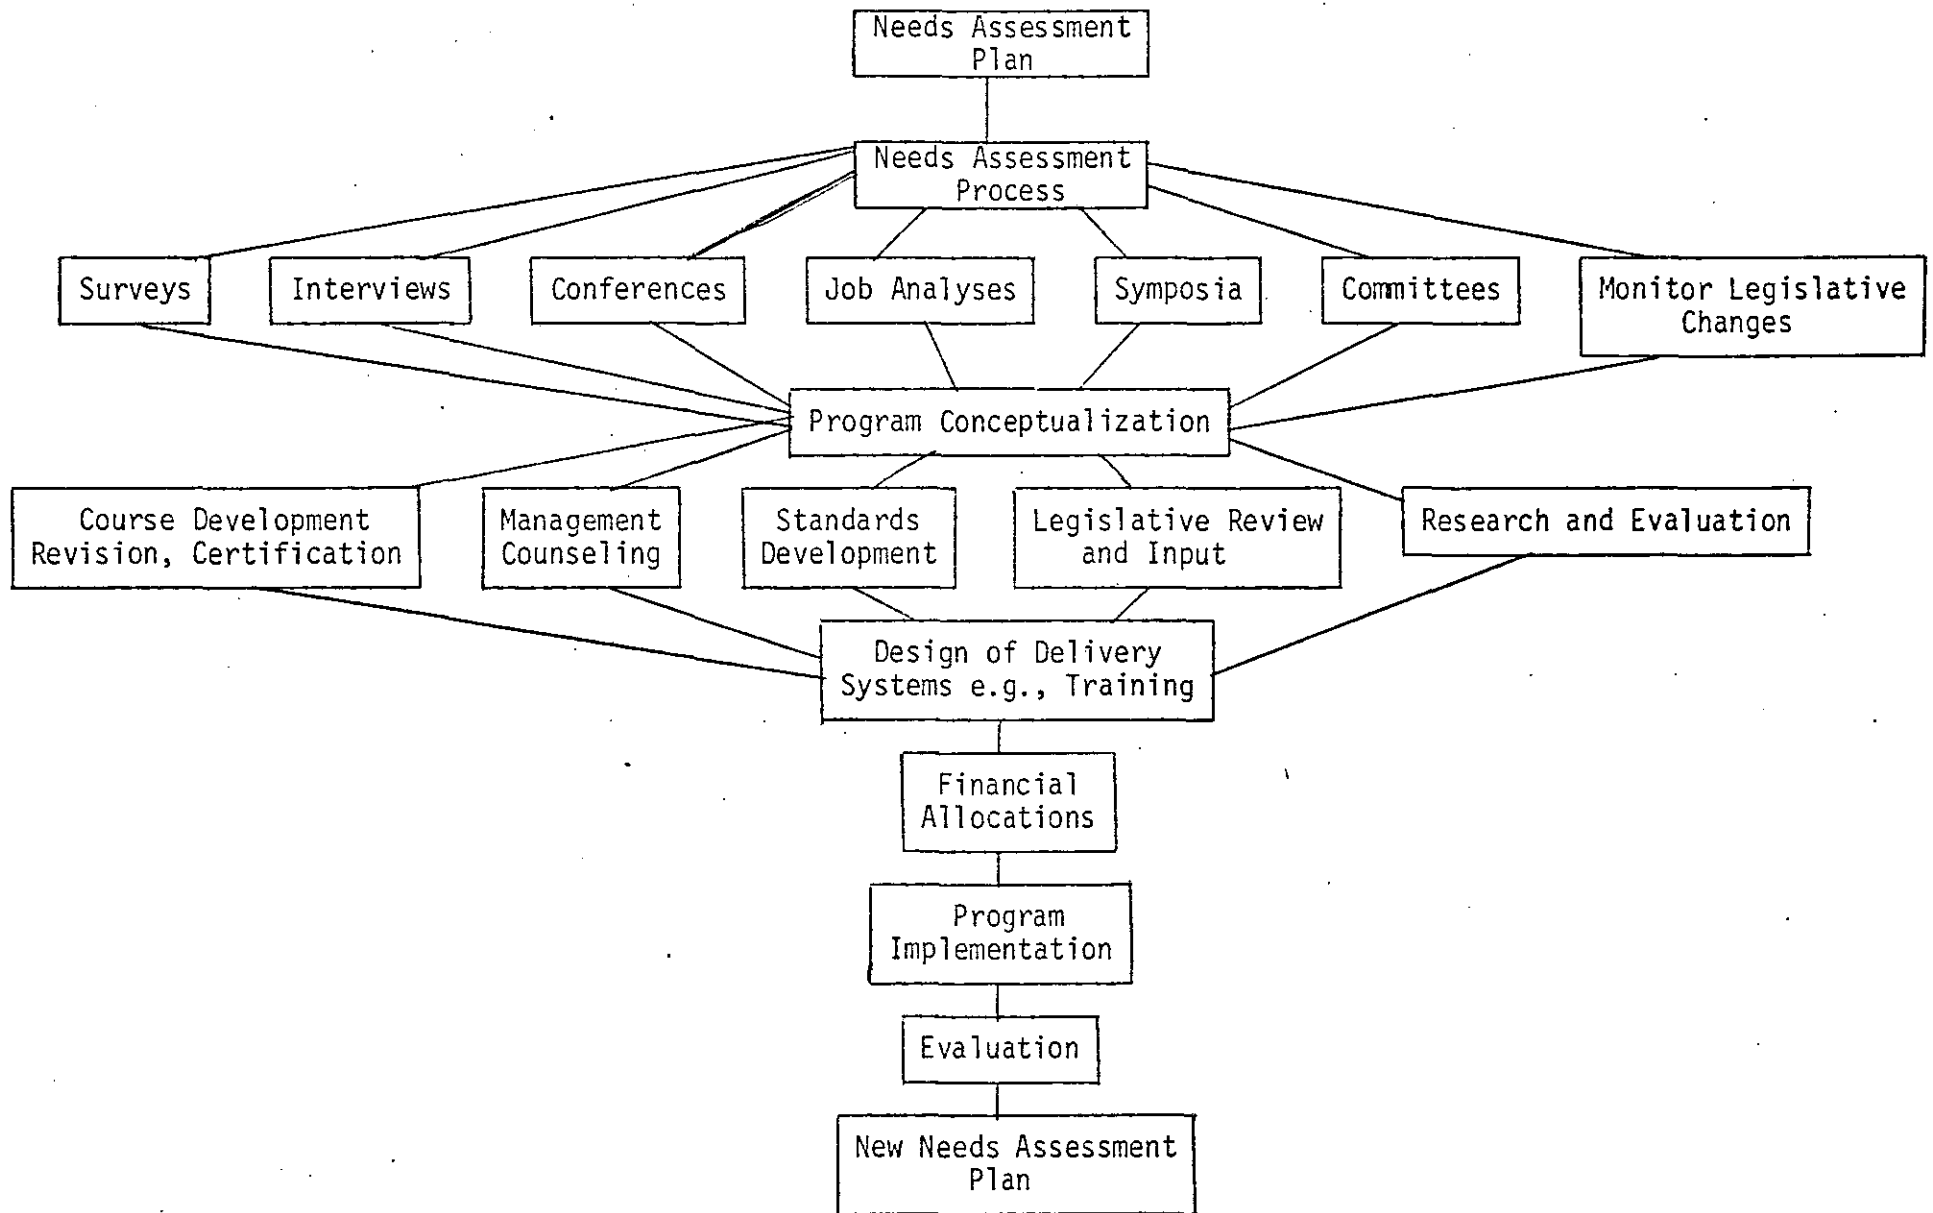 Needs Assessment
Plan
Needs Assessment
Process
Surveys
Interviews
Conferences
Job Analyses
Symposia
Committees
Monitor Legislative
Changes
Program Conceptualization
Course Development
Revision, Certification
Management
Counseling
Standards
Development
Legislative Review
and Input
Research and Evaluation
Design of Delivery
Systems e.g., Training
Financial
Allocations
Program
Implementation
Evaluation
New Needs Assessment
Plan